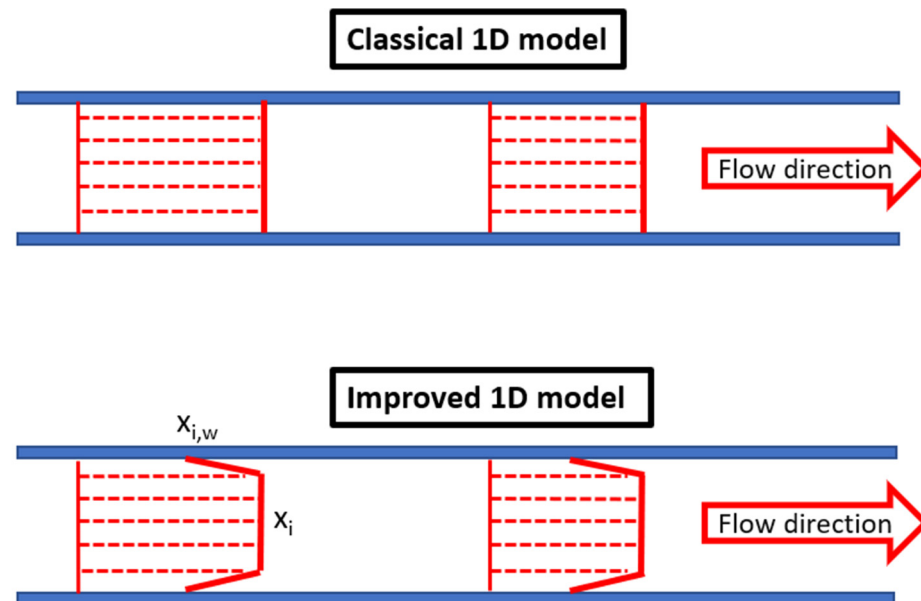 Classical 1D model
Flow direction
Improved 1D model
x_{i,w}
x_i
Flow direction